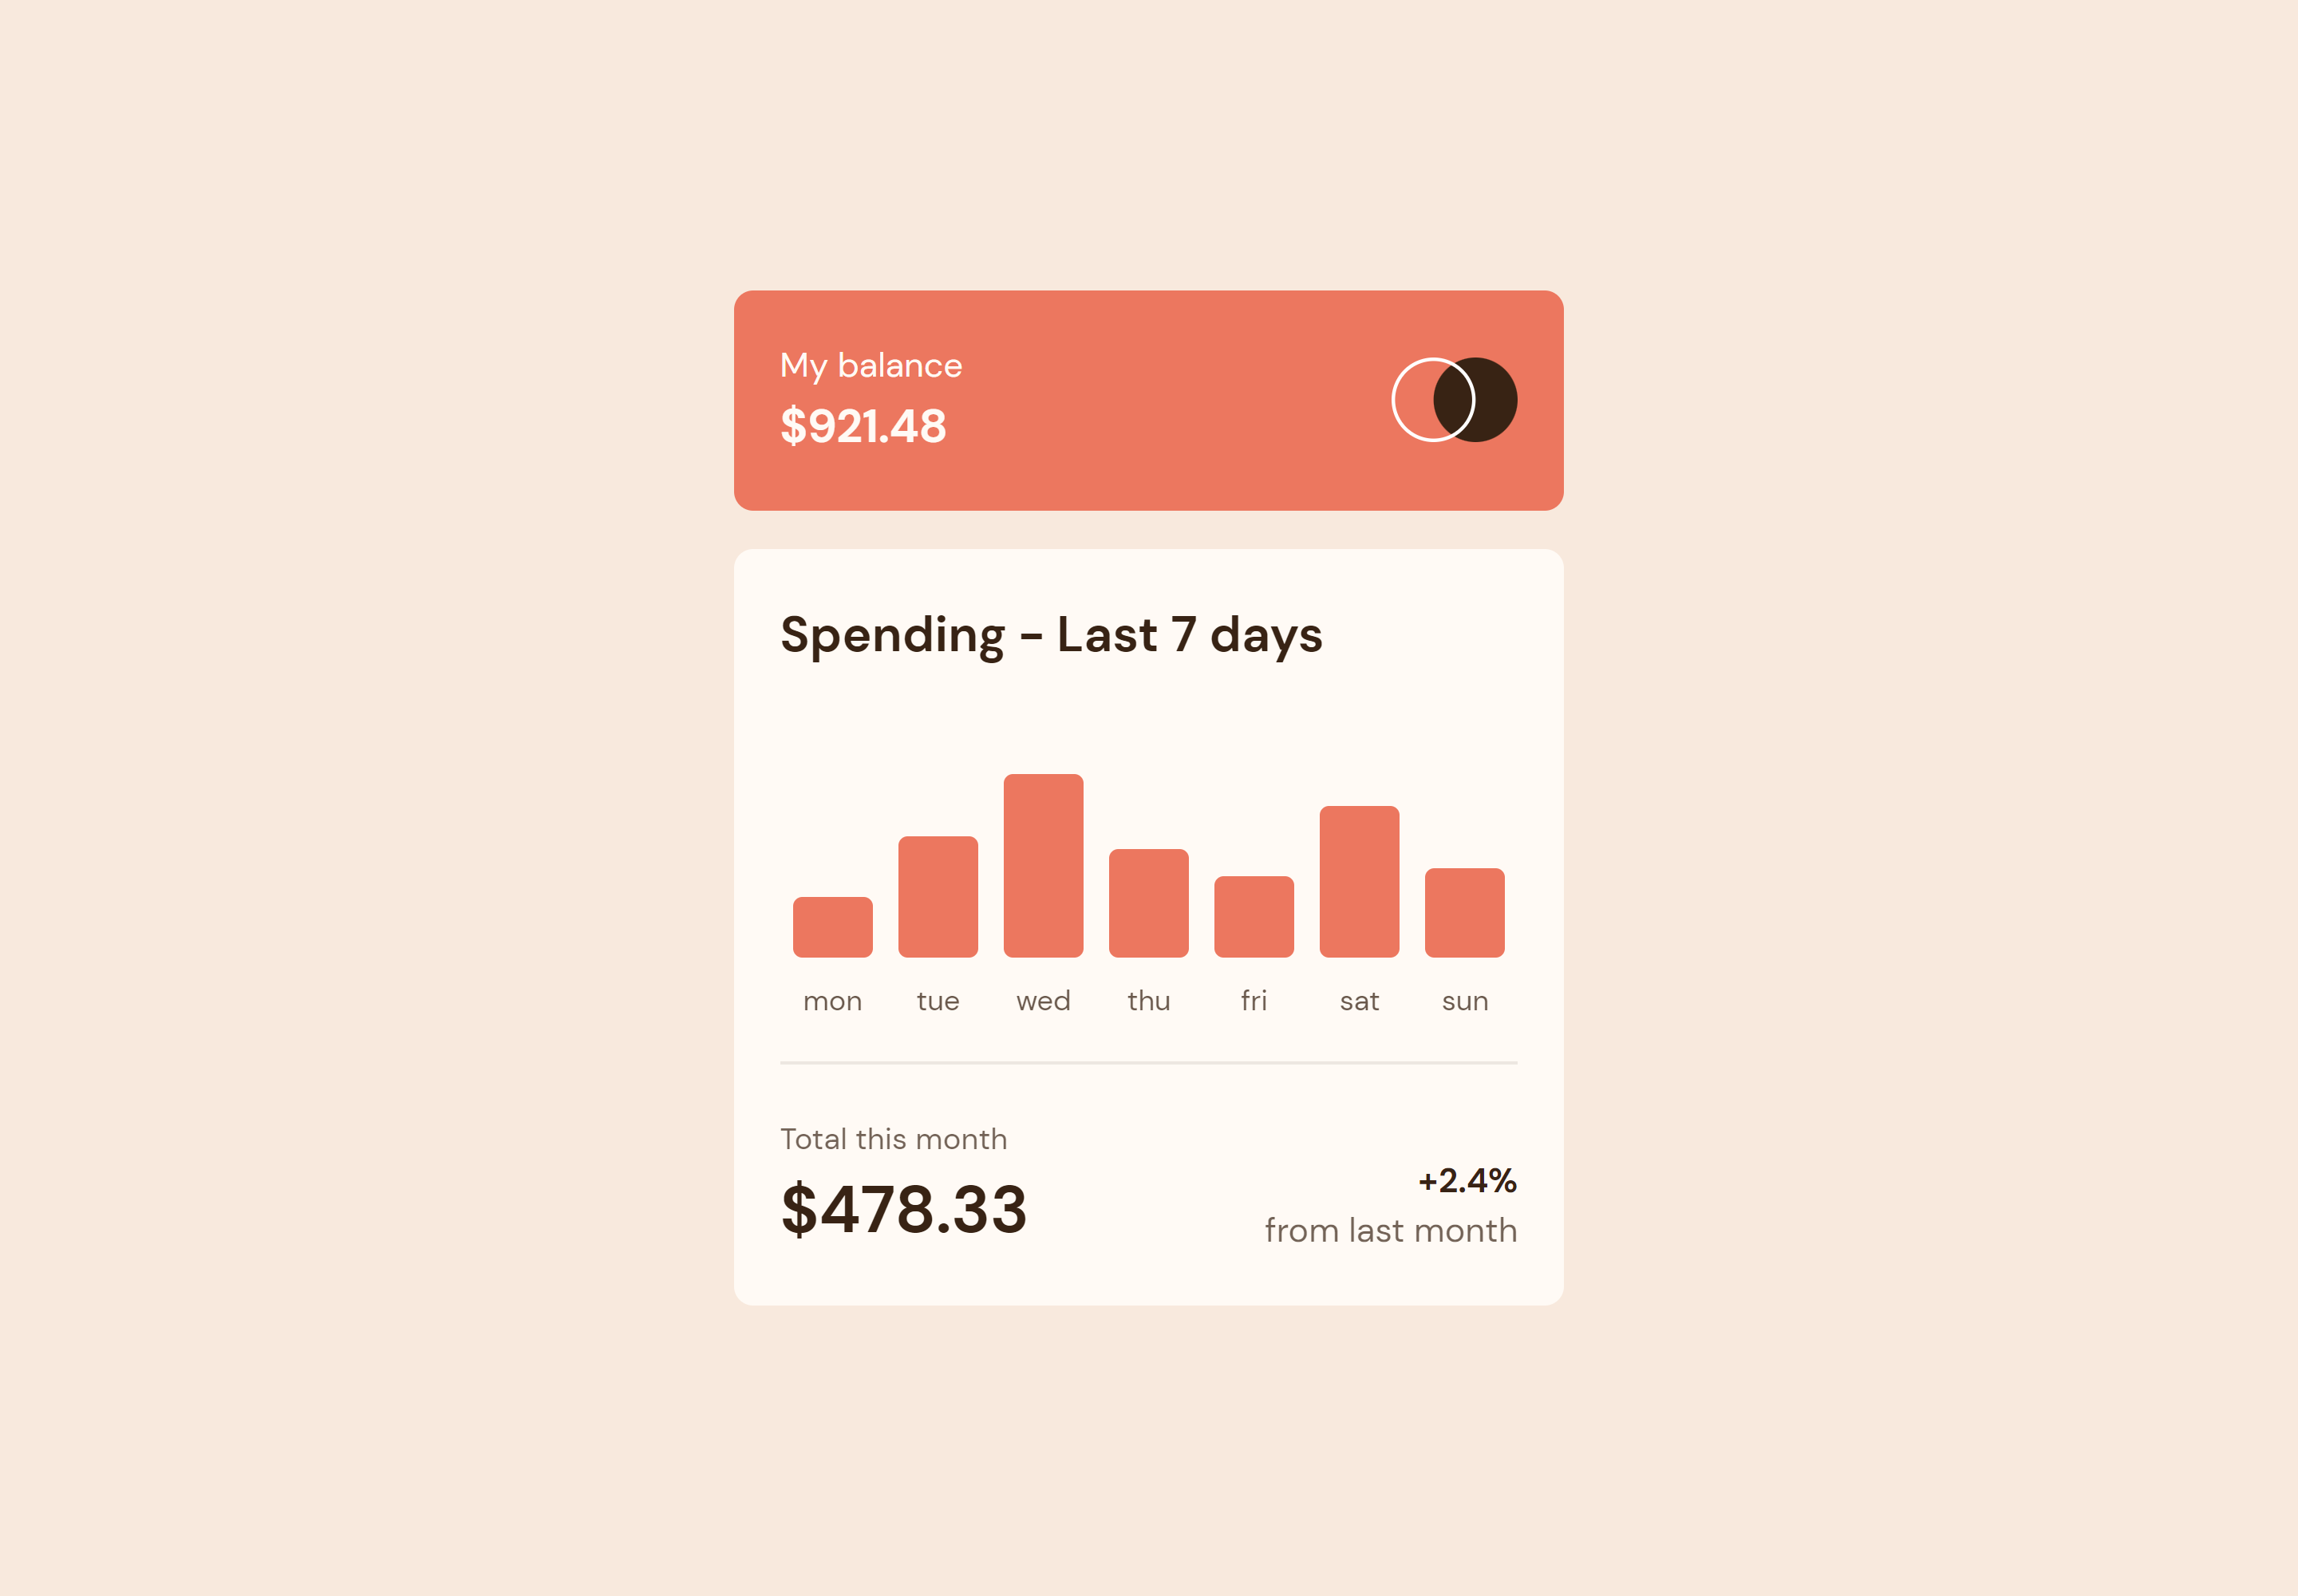 My balance
$921.48
Spending - Last 7 days
mon tue wed thu fri sat sun
Total this month
$478.33
+2.4%
from last month